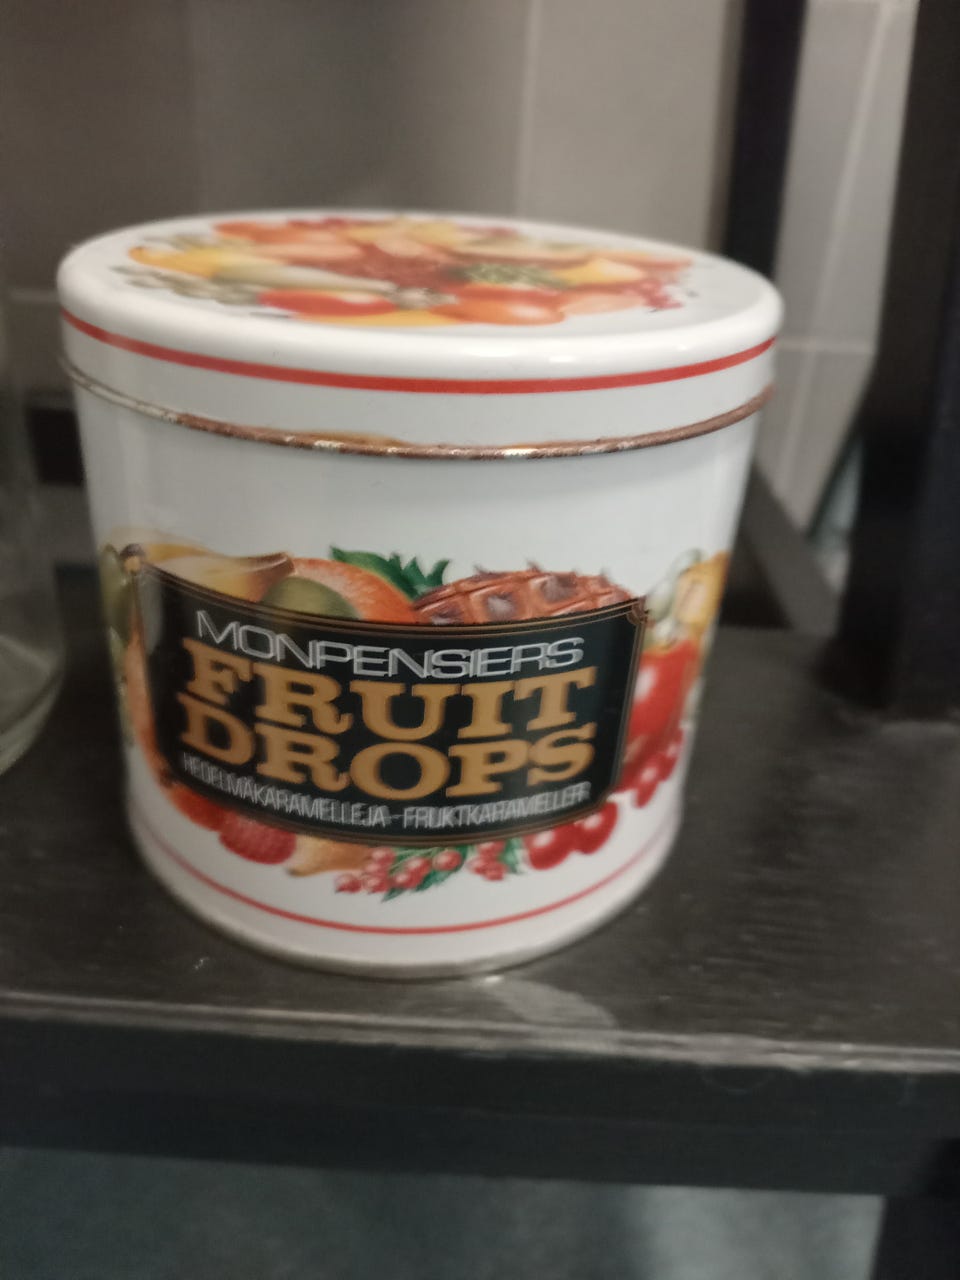 MONPENSIERS
FRUIT
DROPS
HEDELMÄKARAMELLEJA - FRUKTKARAMELLER